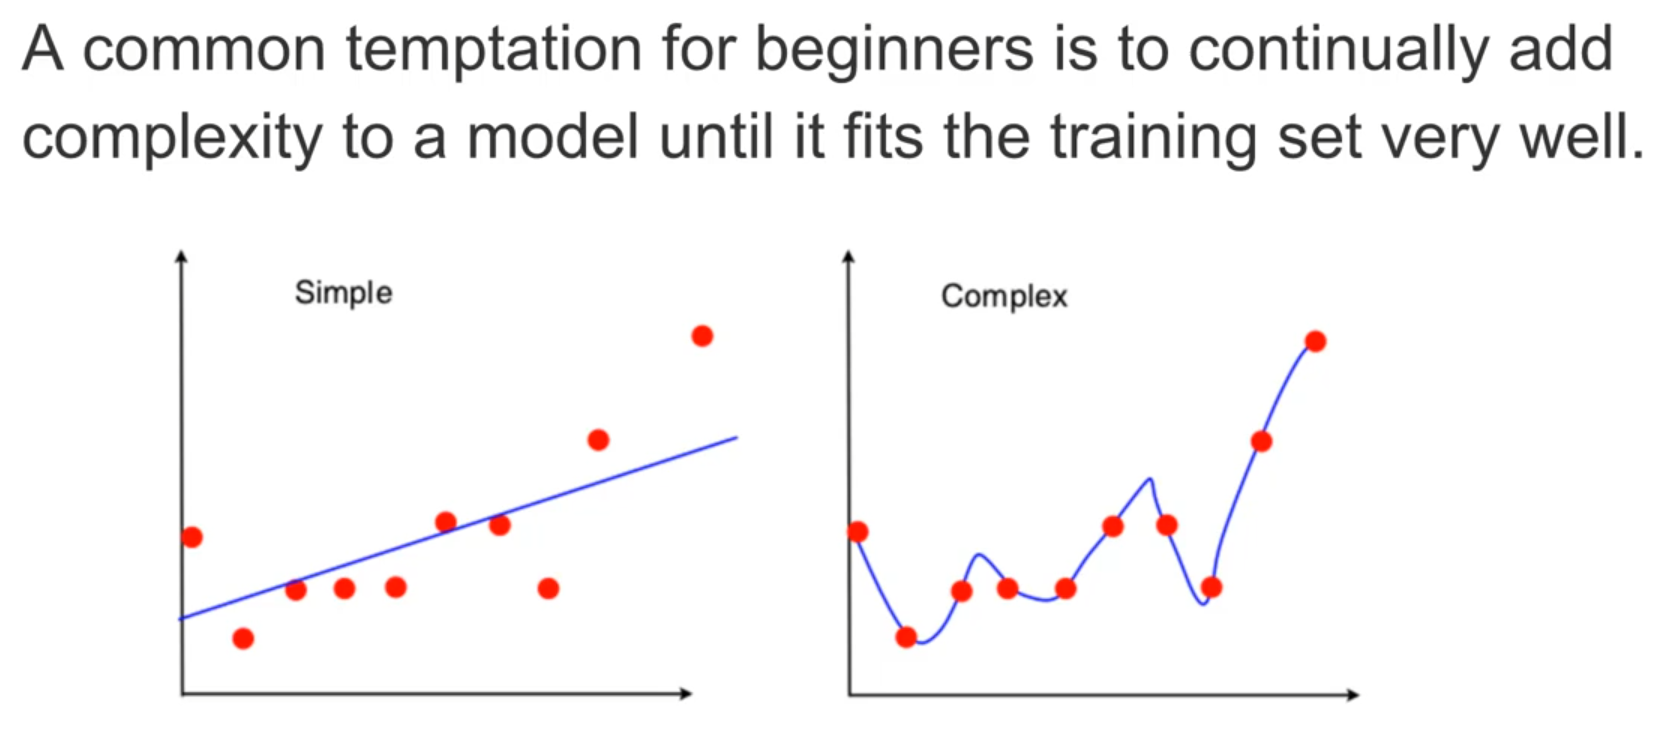 A common temptation for beginners is to continually add
complexity to a model until it fits the training set very well.
Simple
Complex